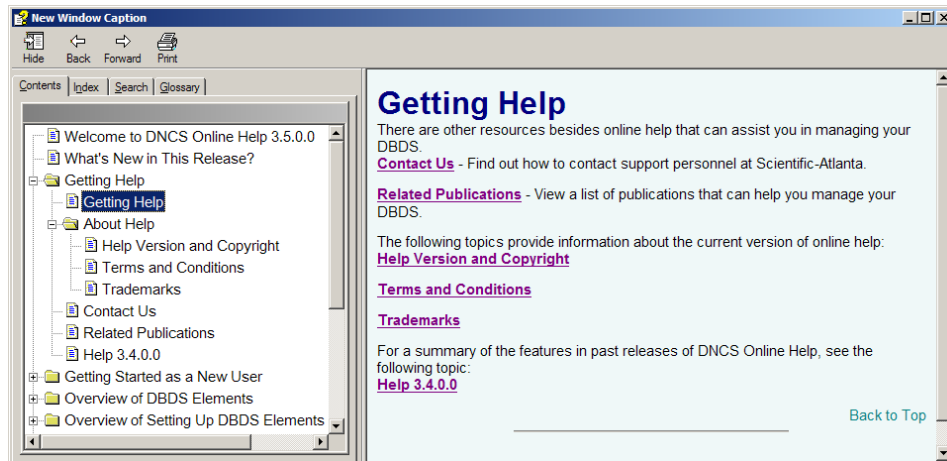 New Window Caption
Hide Back Forward Print
Contents Index Search Glossary
Welcome to DNCS Online Help 3.5.0.0
What's New in This Release?
Getting Help
Getting Help
About Help
Help Version and Copyright
Terms and Conditions
Trademarks
Contact Us
Related Publications
Help 3.4.0.0
Getting Started as a New User
Overview of DBDS Elements
Overview of Setting Up DBDS Elements
Getting Help
There are other resources besides online help that can assist you in managing your
DBDS.
Contact Us - Find out how to contact support personnel at Scientific-Atlanta.
Related Publications - View a list of publications that can help you manage your
DBDS.
The following topics provide information about the current version of online help:
Help Version and Copyright
Terms and Conditions
Trademarks
For a summary of the features in past releases of DNCS Online Help, see the
following topic:
Help 3.4.0.0
Back to Top